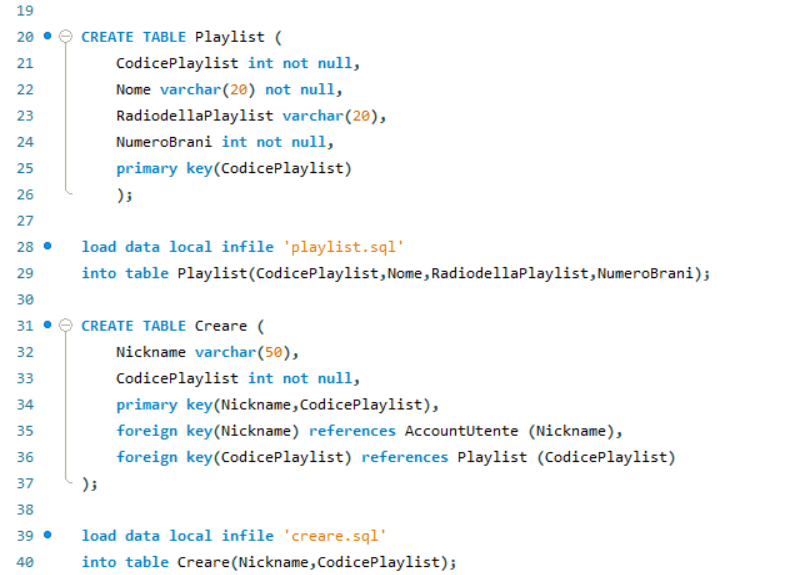 19
20 CREATE TABLE Playlist (
21 CodicePlaylist int not null,
22 Nome varchar(20) not null,
23 RadiodellaPlaylist varchar(20),
24 NumeroBrani int not null,
25 primary key(CodicePlaylist)
26 );
27
28 load data local infile 'playlist.sql'
29 into table Playlist(CodicePlaylist,Nome,RadiodellaPlaylist,NumeroBrani);
30
31 CREATE TABLE Creare (
32 Nickname varchar(50),
33 CodicePlaylist int not null,
34 primary key(Nickname,CodicePlaylist),
35 foreign key(Nickname) references AccountUtente (Nickname),
36 foreign key(CodicePlaylist) references Playlist (CodicePlaylist)
37 );
38
39 load data local infile 'creare.sql'
40 into table Creare(Nickname,CodicePlaylist);